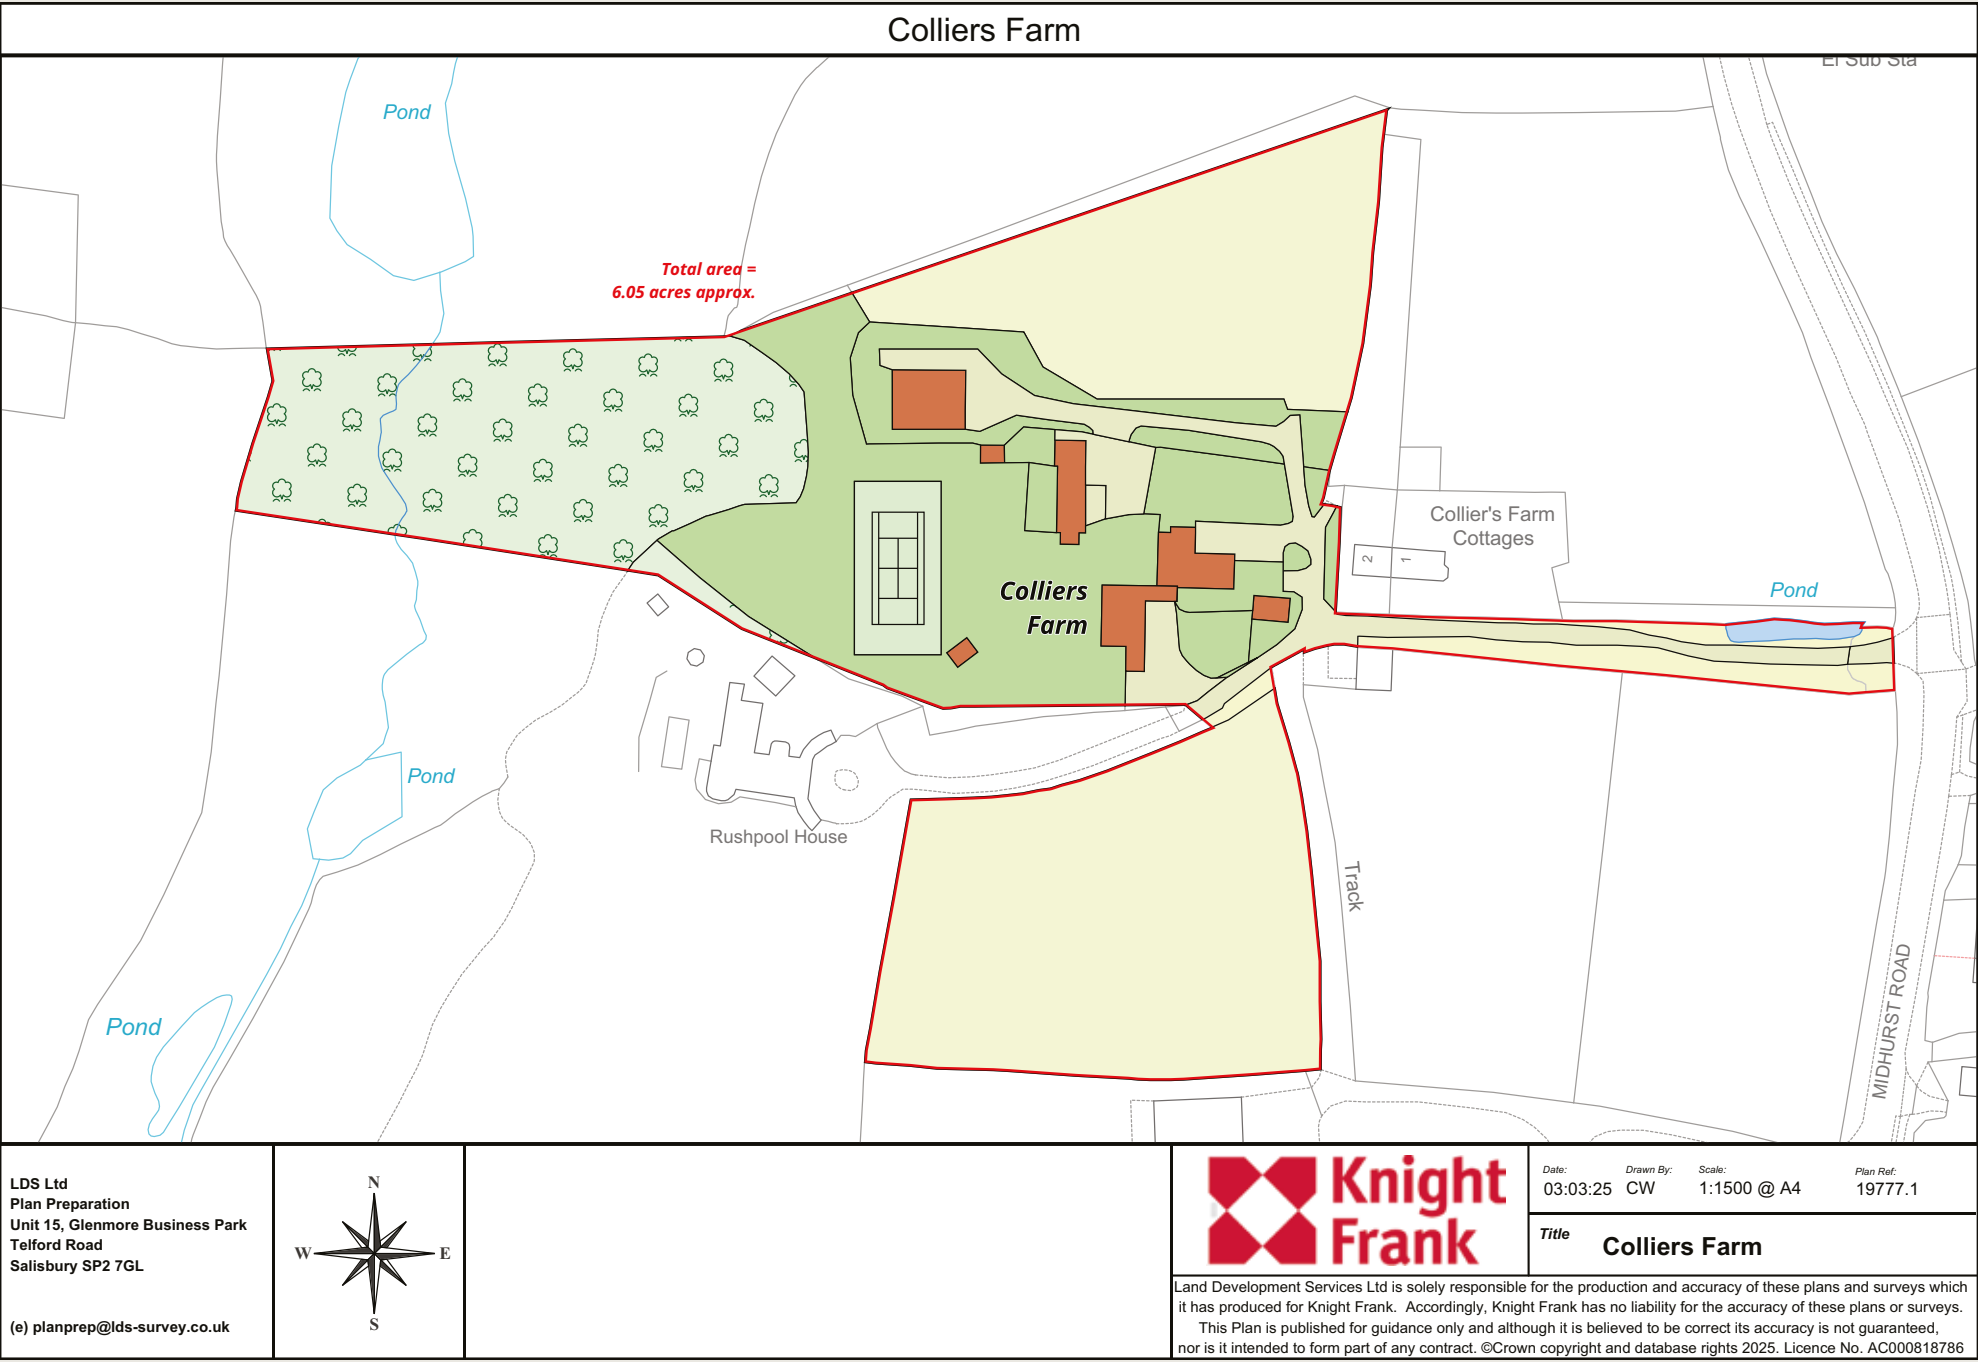 Colliers Farm
El Sub Sta
Pond
Total area =
6.05 acres approx.
Collier's Farm
Cottages
2
1
Pond
Colliers
Farm
Pond
Rushpool House
Track
Pond
MIDHURST ROAD
LDS Ltd
Plan Preparation
Unit 15, Glenmore Business Park
Telford Road
Salisbury SP2 7GL
(e) planprep@lds-survey.co.uk
N
W
E
S
Knight
Frank
Date:
03:03:25
Drawn By:
CW
Scale:
1:1500 @ A4
Plan Ref:
19777.1
Title
Colliers Farm
Land Development Services Ltd is solely responsible for the production and accuracy of these plans and surveys which
it has produced for Knight Frank. Accordingly, Knight Frank has no liability for the accuracy of these plans or surveys.
This Plan is published for guidance only and although it is believed to be correct its accuracy is not guaranteed,
nor is it intended to form part of any contract. ©Crown copyright and database rights 2025. Licence No. AC000818786